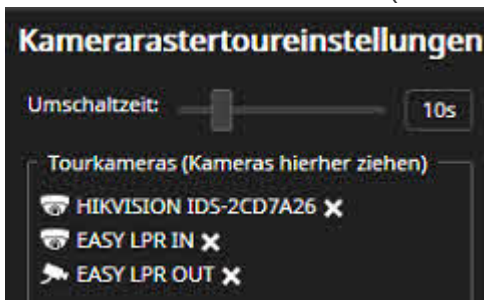 Kamerarastertoureinstellungen
Umschaltzeit: 10s
Tourkameras (Kameras hierher ziehen)
HIKVISION IDS-2CD7A26
EASY LPR IN
EASY LPR OUT